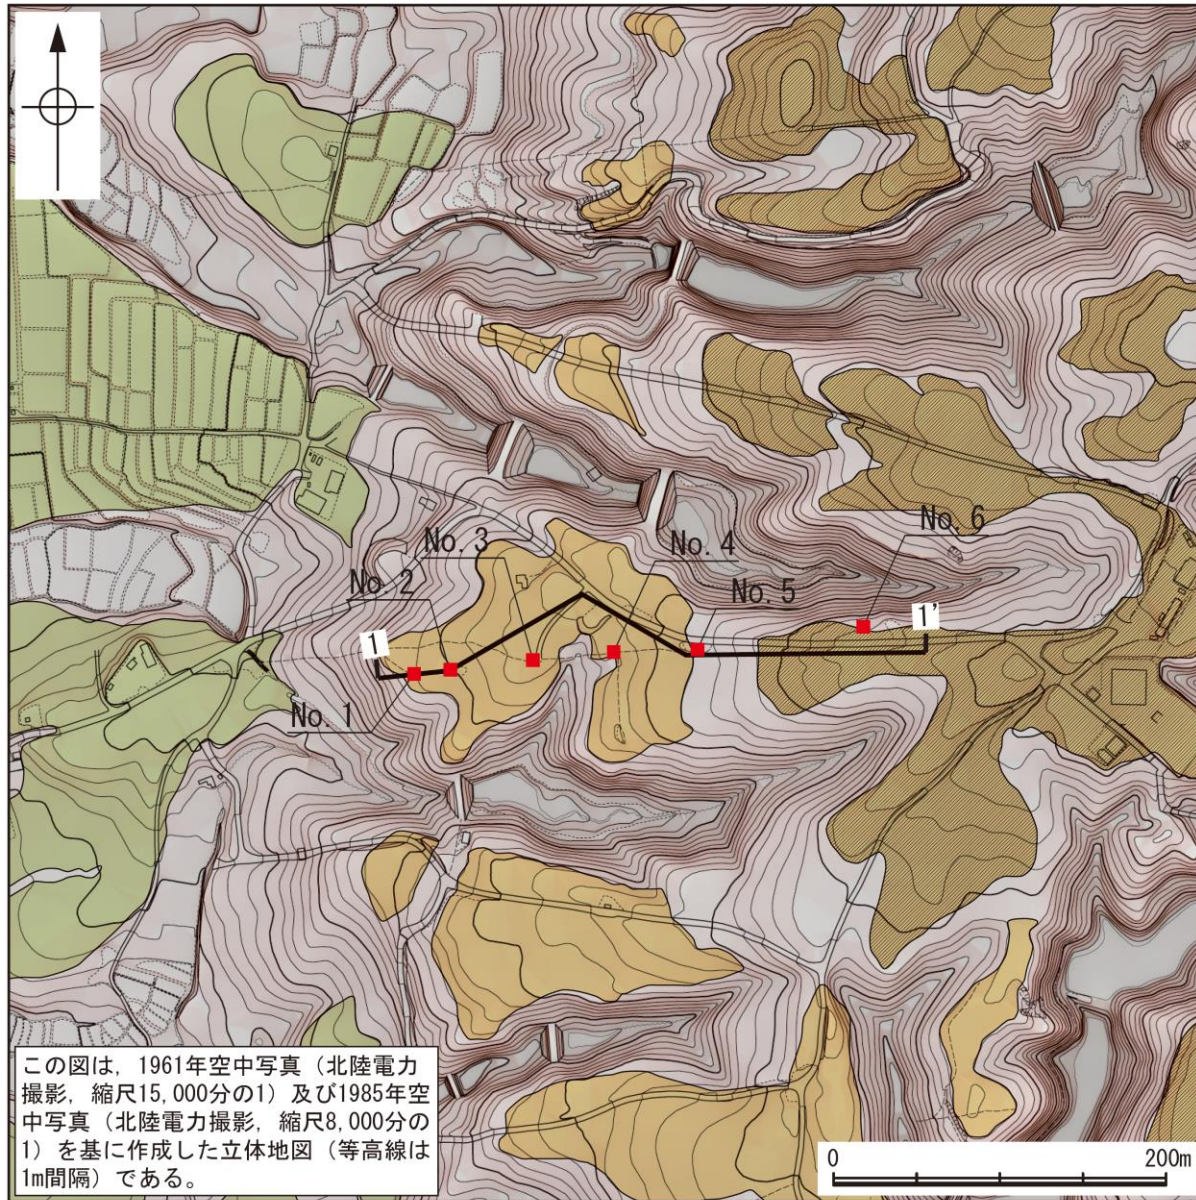 No. 6
No. 3
No. 4
No. 2
No. 5
1
1'
No. 1
この図は，1961年空中写真（北陸電力
撮影，縮尺15,000分の1）及び1985年空
中写真（北陸電力撮影，縮尺8,000分の
1）を基に作成した立体地図（等高線は
1m間隔）である。
0 200m